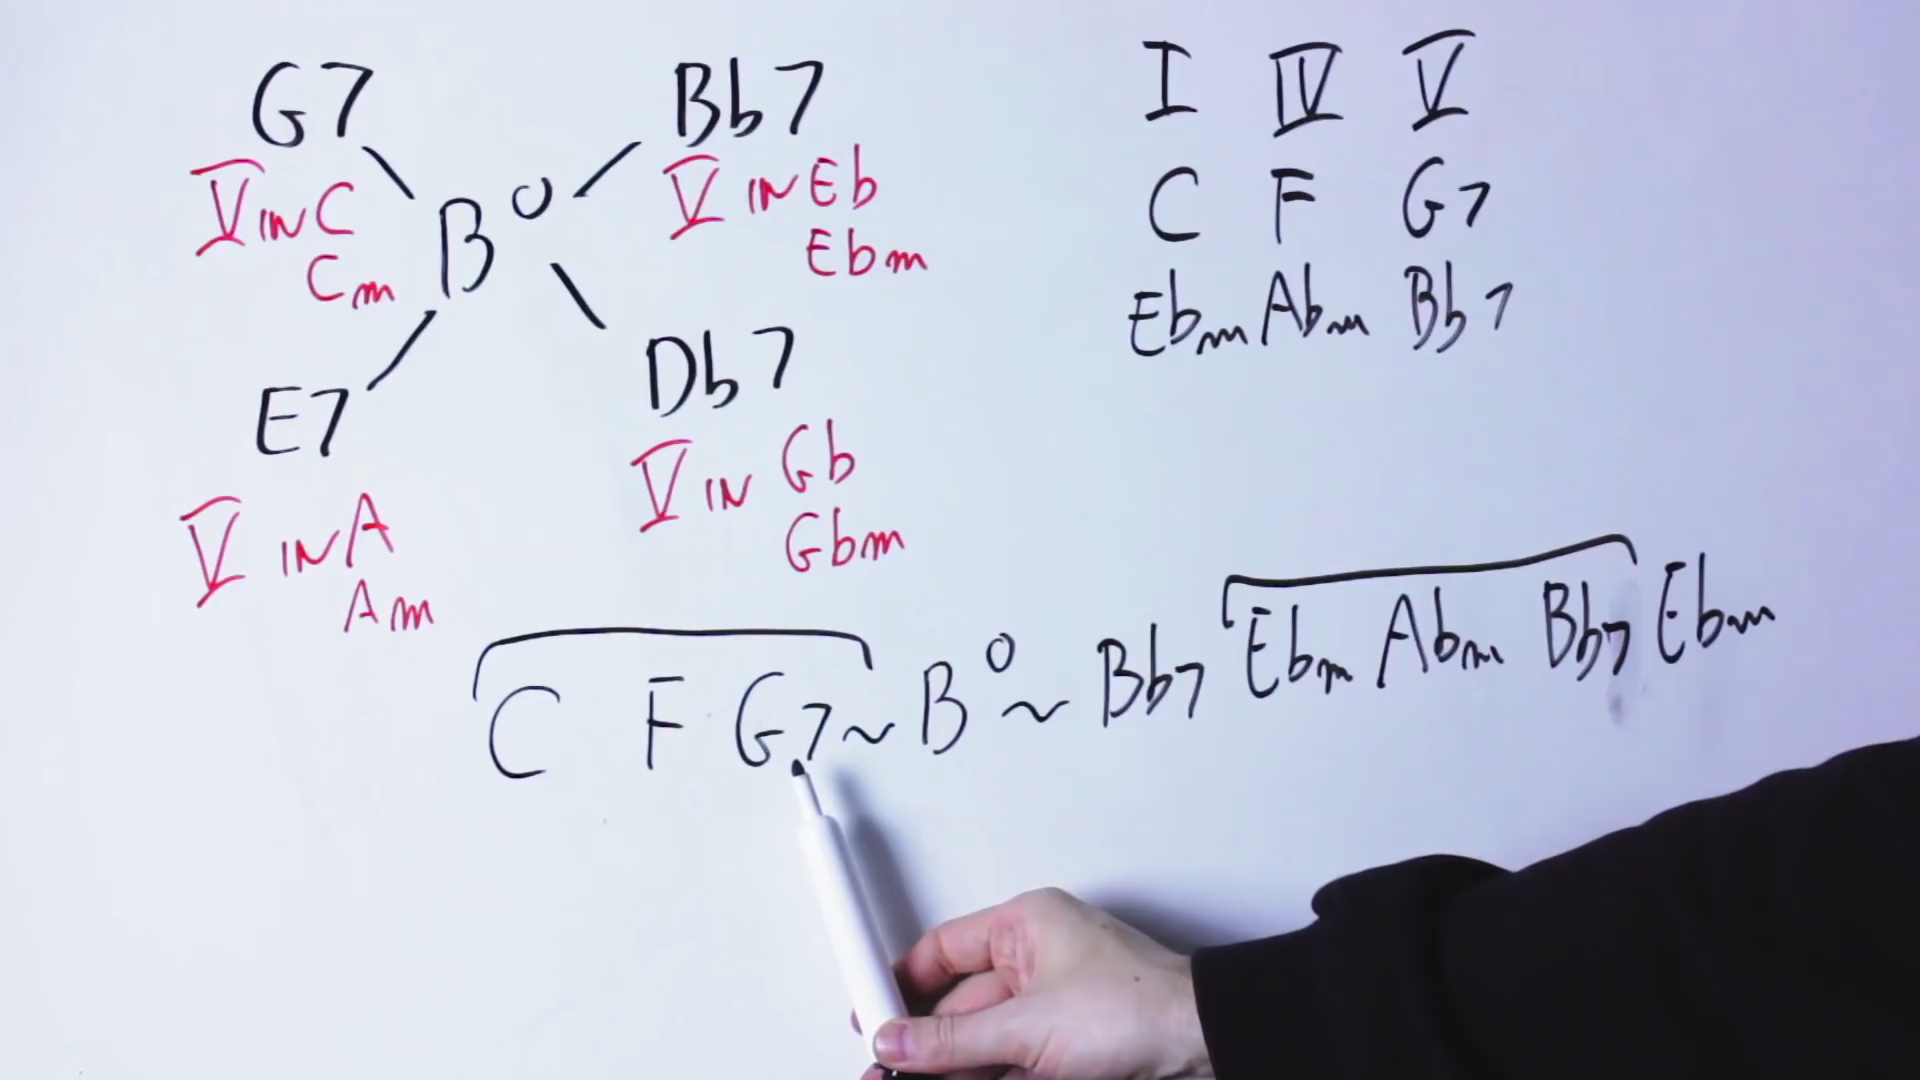 G7
V IN C
Cm
B°
Bb7
V IN Eb
Ebm
E7
V IN A
Am
Db7
V IN Gb
Gbm
I IV V
C F G7
Ebm Abm Bb7
C F G7 ~ B° ~ Bb7 Ebm Abm Bb7 Ebm